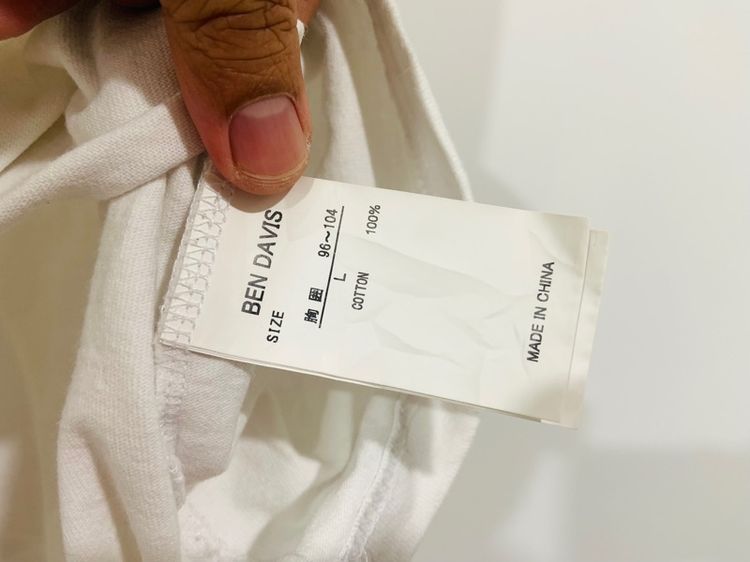 BEN DAVIS
SIZE
胸囲 96～104
L
COTTON 100%
MADE IN CHINA